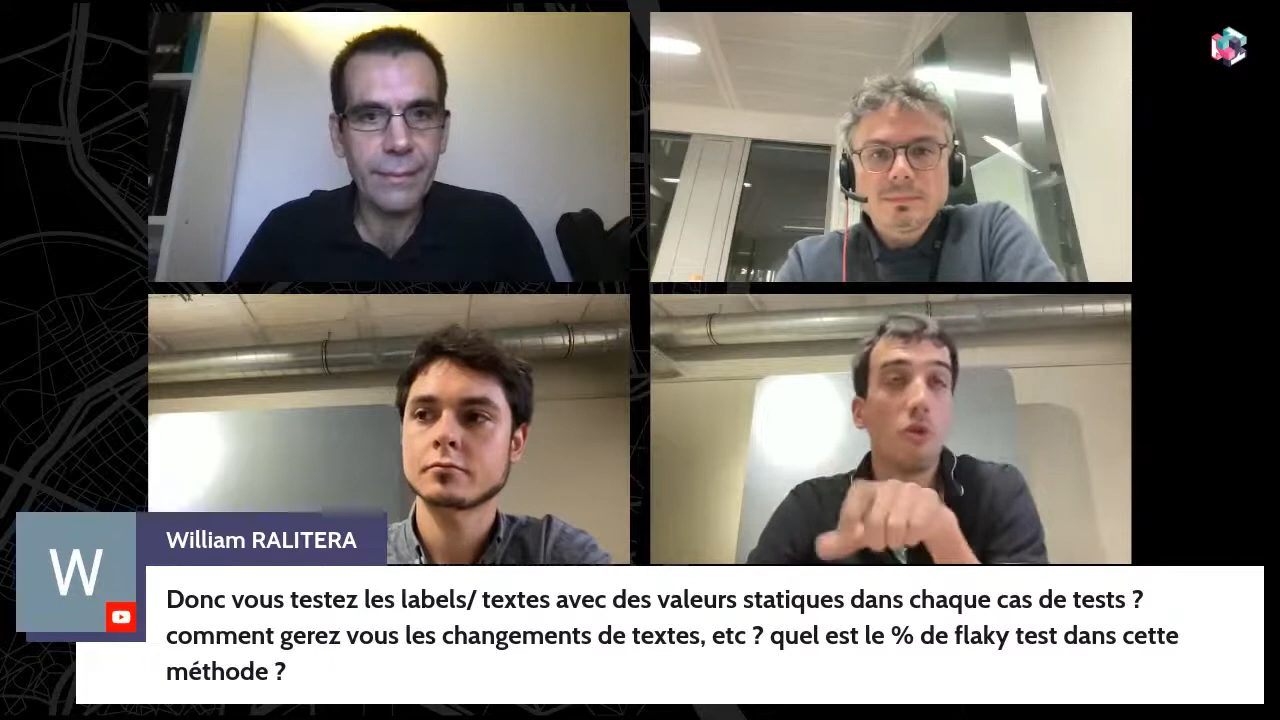 William RALITERA
W
Donc vous testez les labels/ textes avec des valeurs statiques dans chaque cas de tests ?
comment gerez vous les changements de textes, etc ? quel est le % de flaky test dans cette
méthode ?